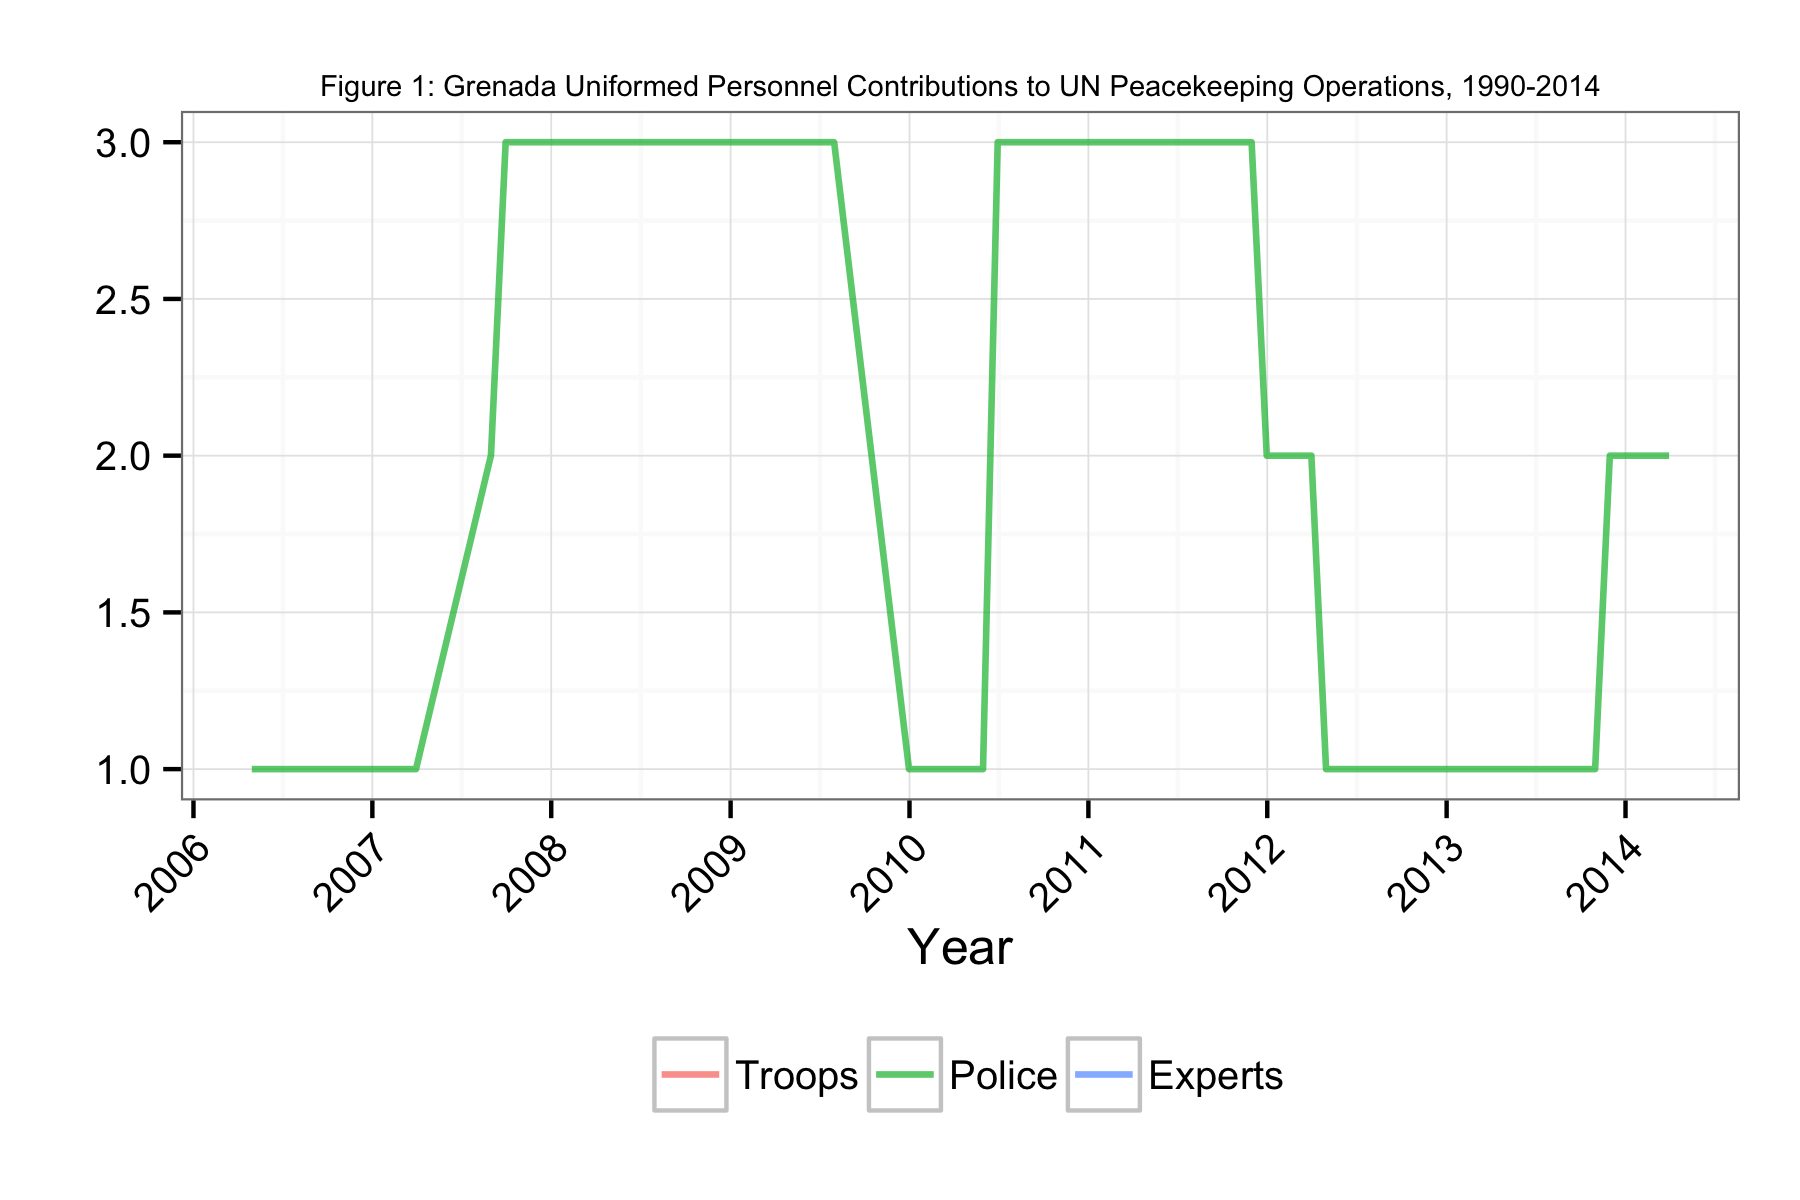 Figure 1: Grenada Uniformed Personnel Contributions to UN Peacekeeping Operations, 1990-2014
3.0
2.5
2.0
1.5
1.0
2006 2007 2008 2009 2010 2011 2012 2013 2014
Year
Troops Police Experts